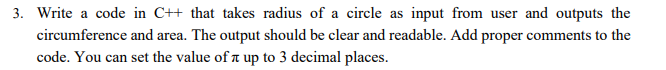 3. Write a code in C++ that takes radius of a circle as input from user and outputs the
circumference and area. The output should be clear and readable. Add proper comments to the
code. You can set the value of π up to 3 decimal places.